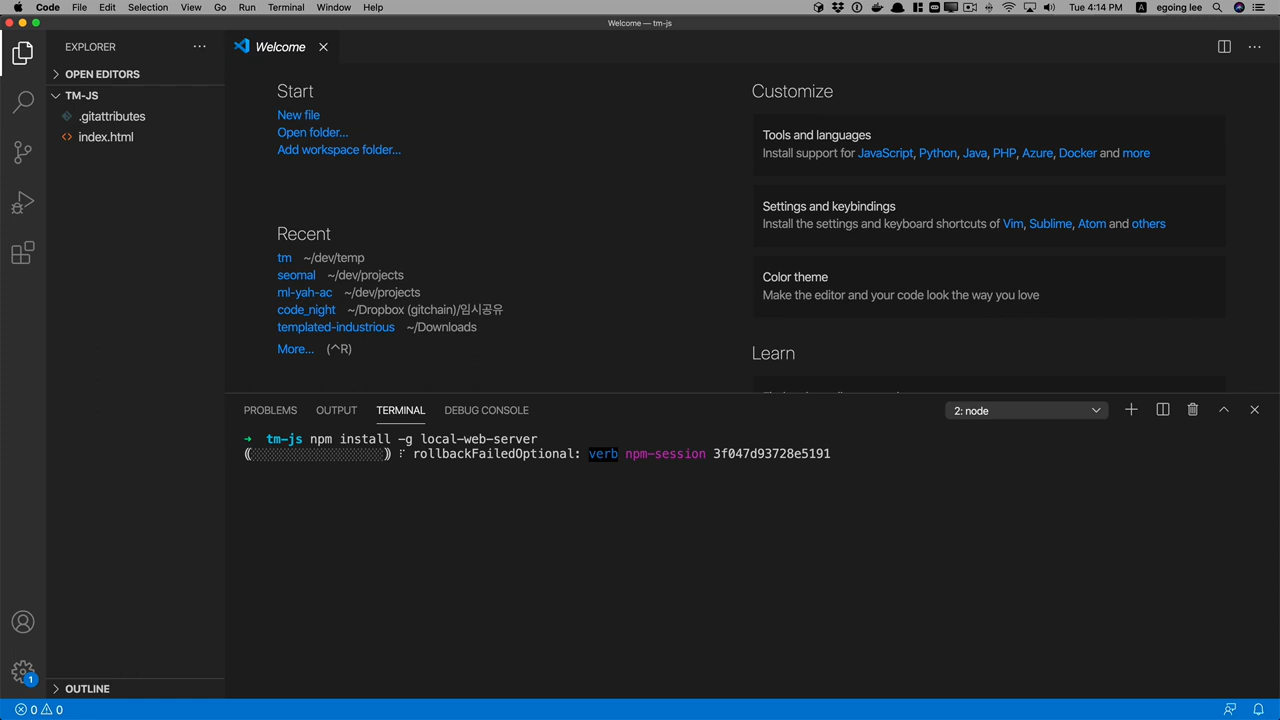 Code File Edit Selection View Go Run Terminal Window Help Tue 4:14 PM egoing lee
Welcome — tm-js
EXPLORER
OPEN EDITORS
TM-JS
.gitattributes
index.html
OUTLINE
Welcome
Start
New file
Open folder...
Add workspace folder...
Recent
tm ~/dev/temp
seomal ~/dev/projects
ml-yah-ac ~/dev/projects
code_night ~/Dropbox (gitchain)/임시공유
templated-industrious ~/Downloads
More... (^R)
Customize
Tools and languages
Install support for JavaScript, Python, Java, PHP, Azure, Docker and more
Settings and keybindings
Install the settings and keyboard shortcuts of Vim, Sublime, Atom and others
Color theme
Make the editor and your code look the way you love
Learn
PROBLEMS OUTPUT TERMINAL DEBUG CONSOLE 2: node
→ tm-js npm install -g local-web-server
(░░░░░░░░░░░░░░░░░░) ⠏ rollbackFailedOptional: verb npm-session 3f047d93728e5191
1
0 0